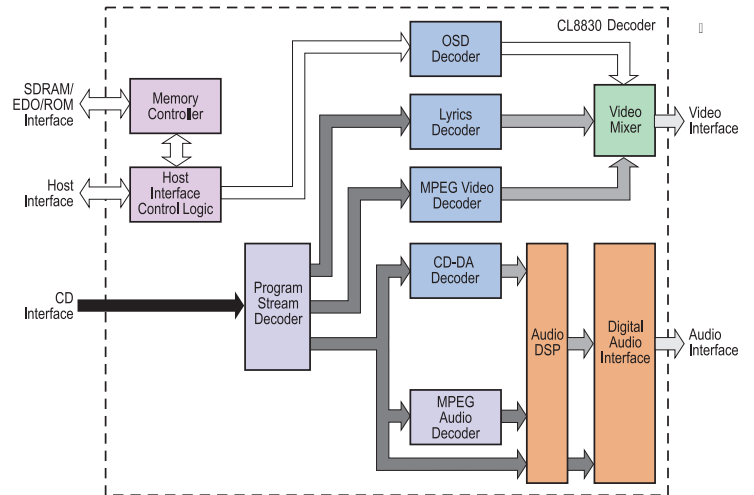 CL8830 Decoder
OSD
Decoder
SDRAM/
EDO/ROM
Interface
Memory
Controller
Lyrics
Decoder
Video
Mixer
Video
Interface
Host
Interface
Host
Interface
Control Logic
MPEG Video
Decoder
CD-DA
Decoder
CD
Interface
Program
Stream
Decoder
Audio
DSP
Digital
Audio
Interface
Audio
Interface
MPEG
Audio
Decoder